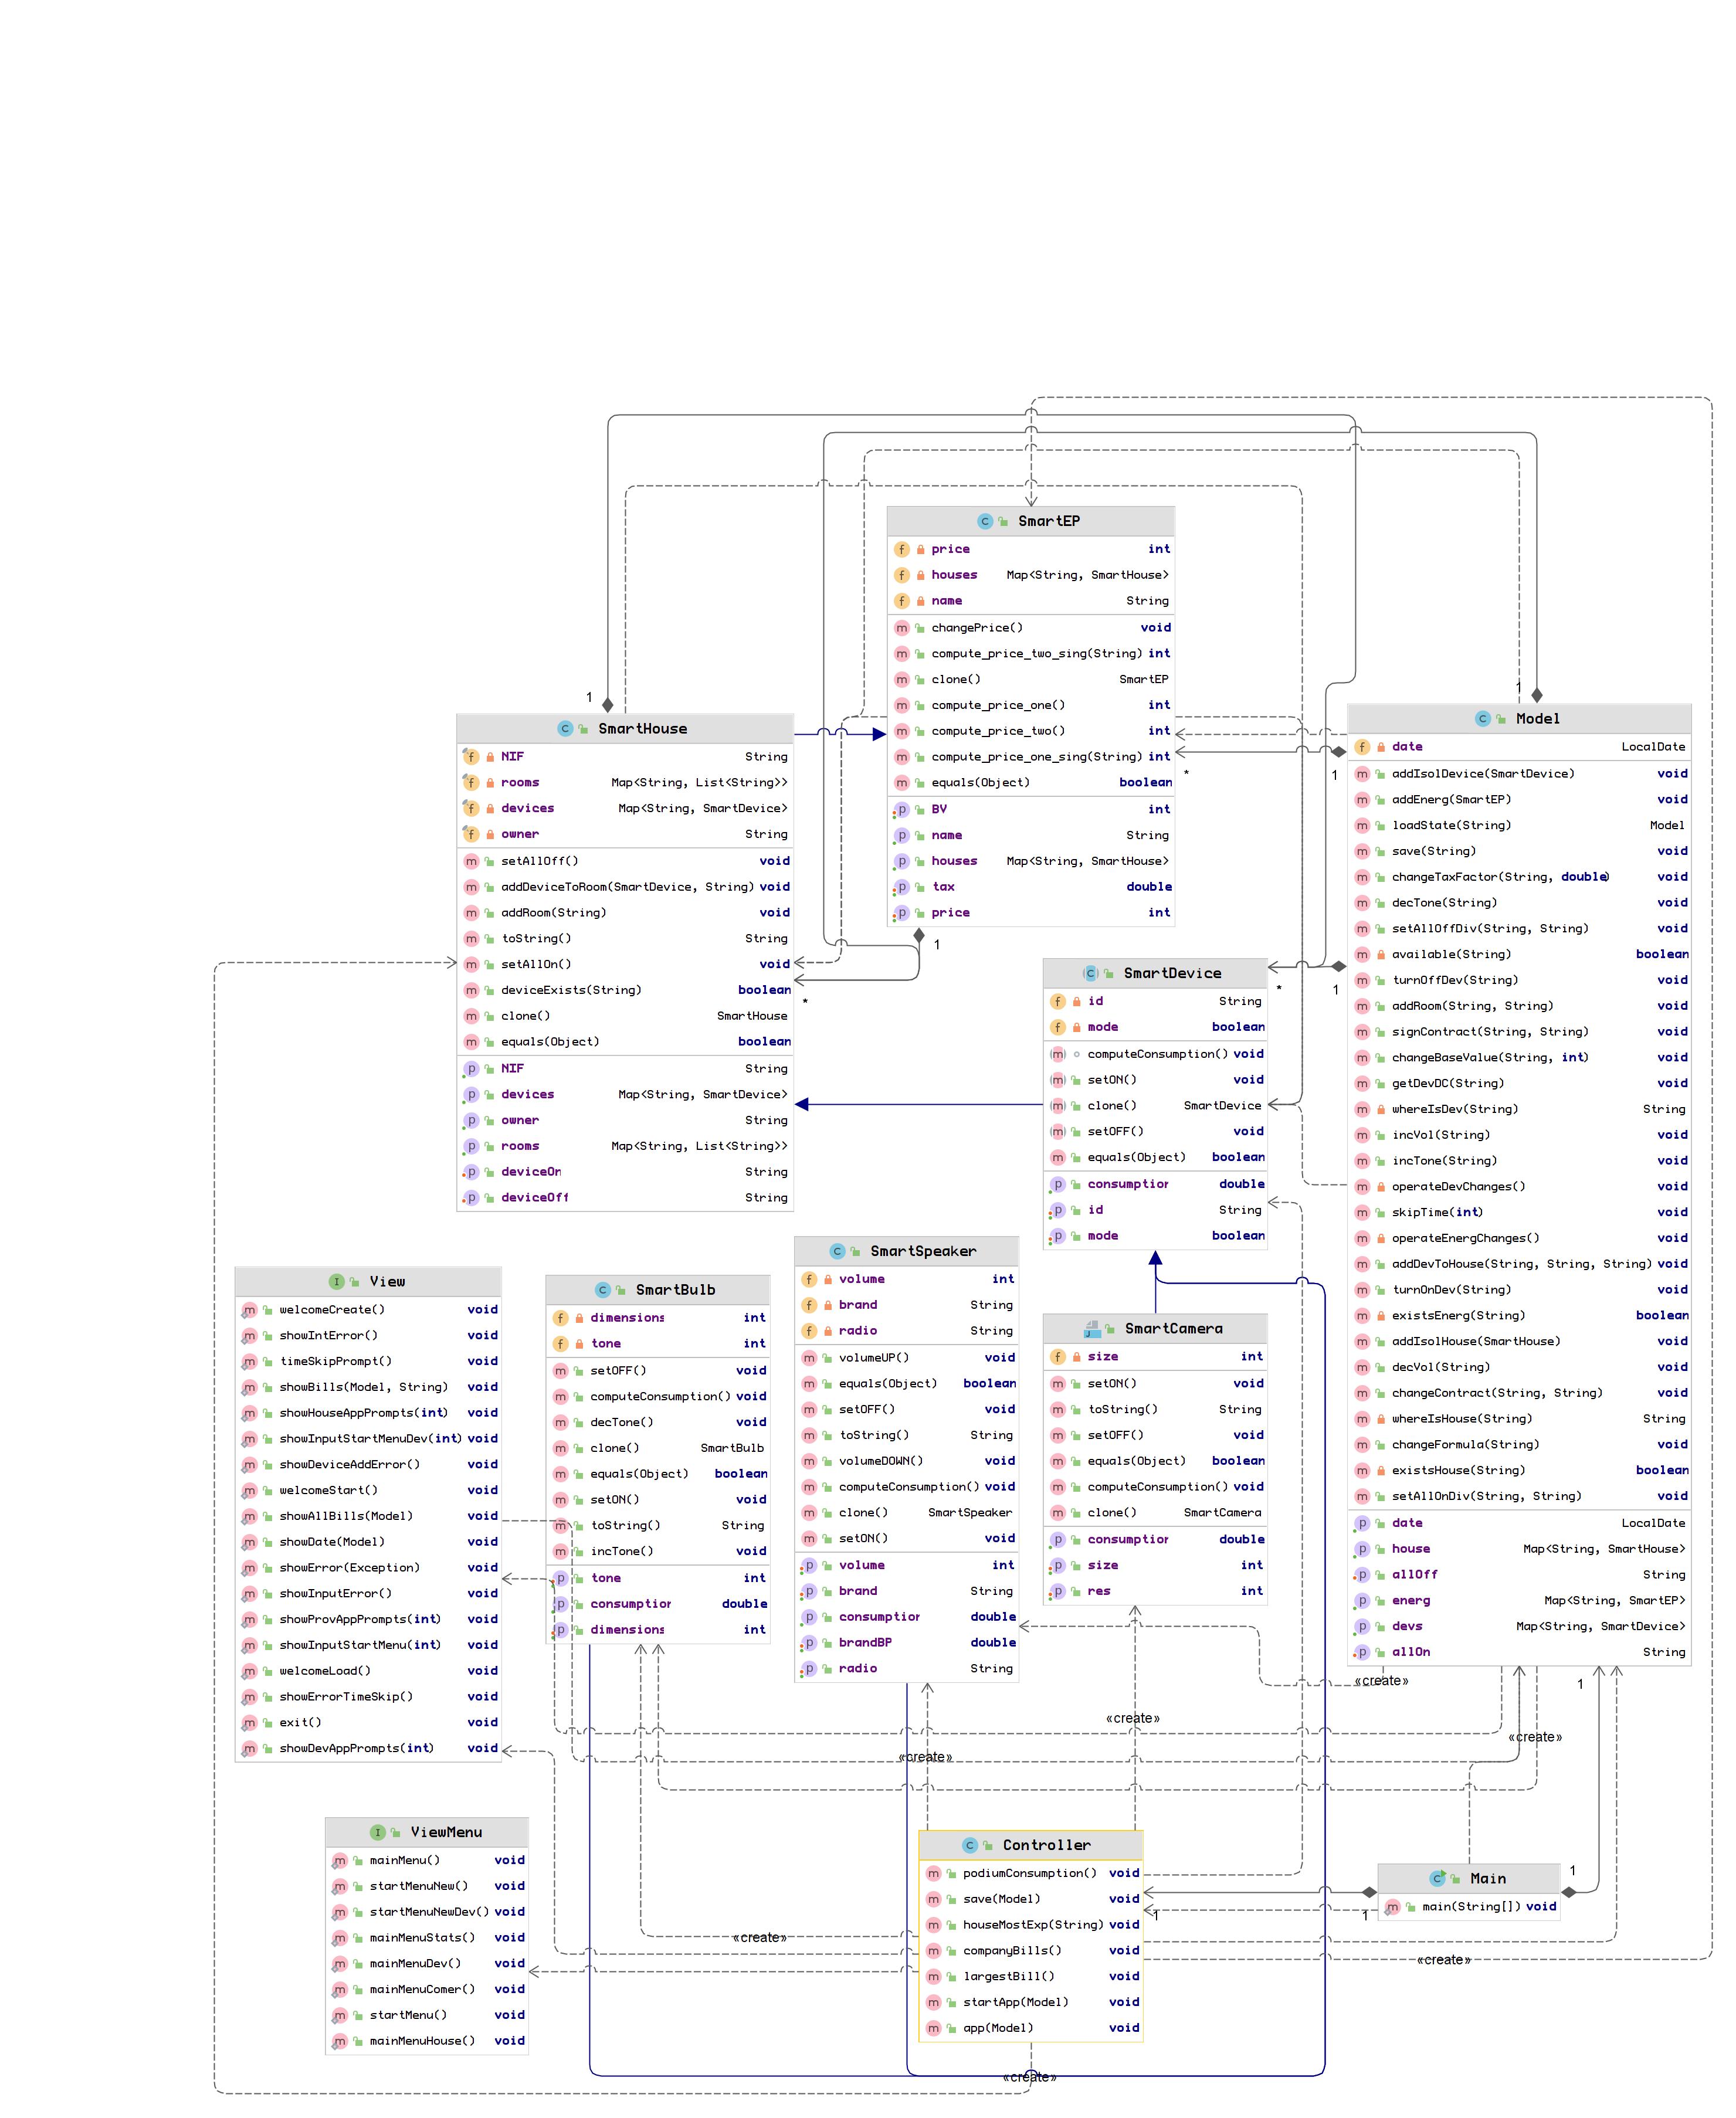 SmartEP
price int
houses Map<String, SmartHouse>
name String
changePrice() void
compute_price_two_sing(String) int
clone() SmartEP
compute_price_one() int
compute_price_two() int
compute_price_one_sing(String) int
equals(Object) boolean
BV int
name String
houses Map<String, SmartHouse>
tax double
price int
1
*
1
SmartHouse
NIF String
rooms Map<String, List<String>>
devices Map<String, SmartDevice>
owner String
setAllOff() void
addDeviceToRoom(SmartDevice, String) void
addRoom(String) void
toString() String
setAllOn() void
deviceExists(String) boolean
clone() SmartHouse
equals(Object) boolean
NIF String
devices Map<String, SmartDevice>
owner String
rooms Map<String, List<String>>
deviceOn String
deviceOff String
1
*
1
Model
date LocalDate
addIsolDevice(SmartDevice) void
addEnerg(SmartEP) void
loadState(String) Model
save(String) void
changeTaxFactor(String, double) void
decTone(String) void
setAllOffDiv(String, String) void
available(String) boolean
turnOffDev(String) void
addRoom(String, String) void
signContract(String, String) void
changeBaseValue(String, int) void
getDevDC(String) void
whereIsDev(String) String
incVol(String) void
incTone(String) void
operateDevChanges() void
skipTime(int) void
operateEnergChanges() void
addDevToHouse(String, String, String) void
turnOnDev(String) void
existsEnerg(String) boolean
addIsolHouse(SmartHouse) void
decVol(String) void
changeContract(String, String) void
whereIsHouse(String) String
changeFormula(String) void
existsHouse(String) boolean
setAllOnDiv(String, String) void
date LocalDate
house Map<String, SmartHouse>
allOff String
energ Map<String, SmartEP>
devs Map<String, SmartDevice>
allOn String
1
*
1
SmartDevice
id String
mode boolean
computeConsumption() void
setON() void
clone() SmartDevice
setOFF() void
equals(Object) boolean
consumptior double
id String
mode boolean
View
welcomeCreate() void
showIntError() void
timeSkipPrompt() void
showBills(Model, String) void
showHouseAppPrompts(int) void
showInputStartMenuDev(int) void
showDeviceAddError() void
welcomeStart() void
showAllBills(Model) void
showDate(Model) void
showError(Exception) void
showInputError() void
showProvAppPrompts(int) void
showInputStartMenu(int) void
welcomeLoad() void
showErrorTimeSkip() void
exit() void
showDevAppPrompts(int) void
SmartBulb
dimensions int
tone int
setOFF() void
computeConsumption() void
decTone() void
clone() SmartBulb
equals(Object) boolean
setON() void
toString() String
incTone() void
tone int
consumptior double
dimensions int
SmartSpeaker
volume int
brand String
radio String
volumeUP() void
equals(Object) boolean
setOFF() void
toString() String
volumeDOWN() void
computeConsumption() void
clone() SmartSpeaker
setON() void
volume int
brand String
consumptior double
brandBP double
radio String
SmartCamera
size int
setON() void
toString() String
setOFF() void
equals(Object) boolean
computeConsumption() void
clone() SmartCamera
consumptior double
size int
res int
«create»
«create»
«create»
«create»
1
ViewMenu
mainMenu() void
startMenuNew() void
startMenuNewDev() void
mainMenuStats() void
mainMenuDev() void
mainMenuComer() void
startMenu() void
mainMenuHouse() void
Controller
podiumConsumption() void
save(Model) void
houseMostExp(String) void
companyBills() void
largestBill() void
startApp(Model) void
app(Model) void
Main
main(String[]) void
1
1
1
«create»
«create»
«create»